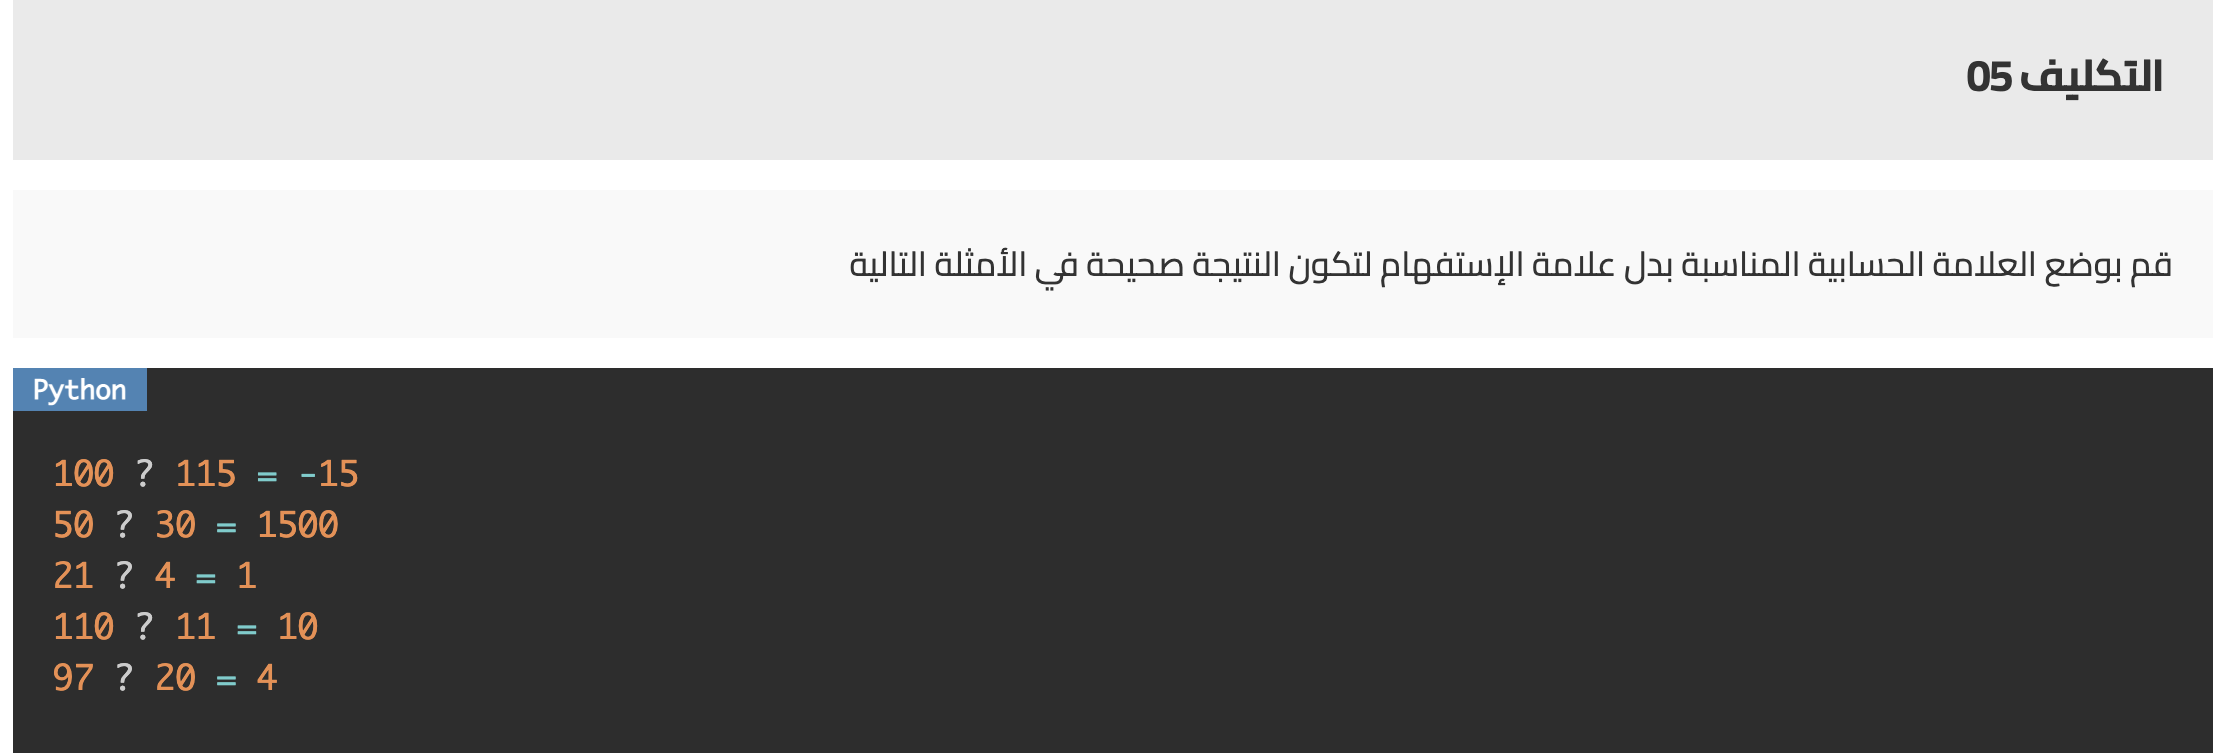 التكليف 05
قم بوضع العلامة الحسابية المناسبة بدل علامة الإستفهام لتكون النتيجة صحيحة في الأمثلة التالية
Python
100 ? 115 = -15
50 ? 30 = 1500
21 ? 4 = 1
110 ? 11 = 10
97 ? 20 = 4